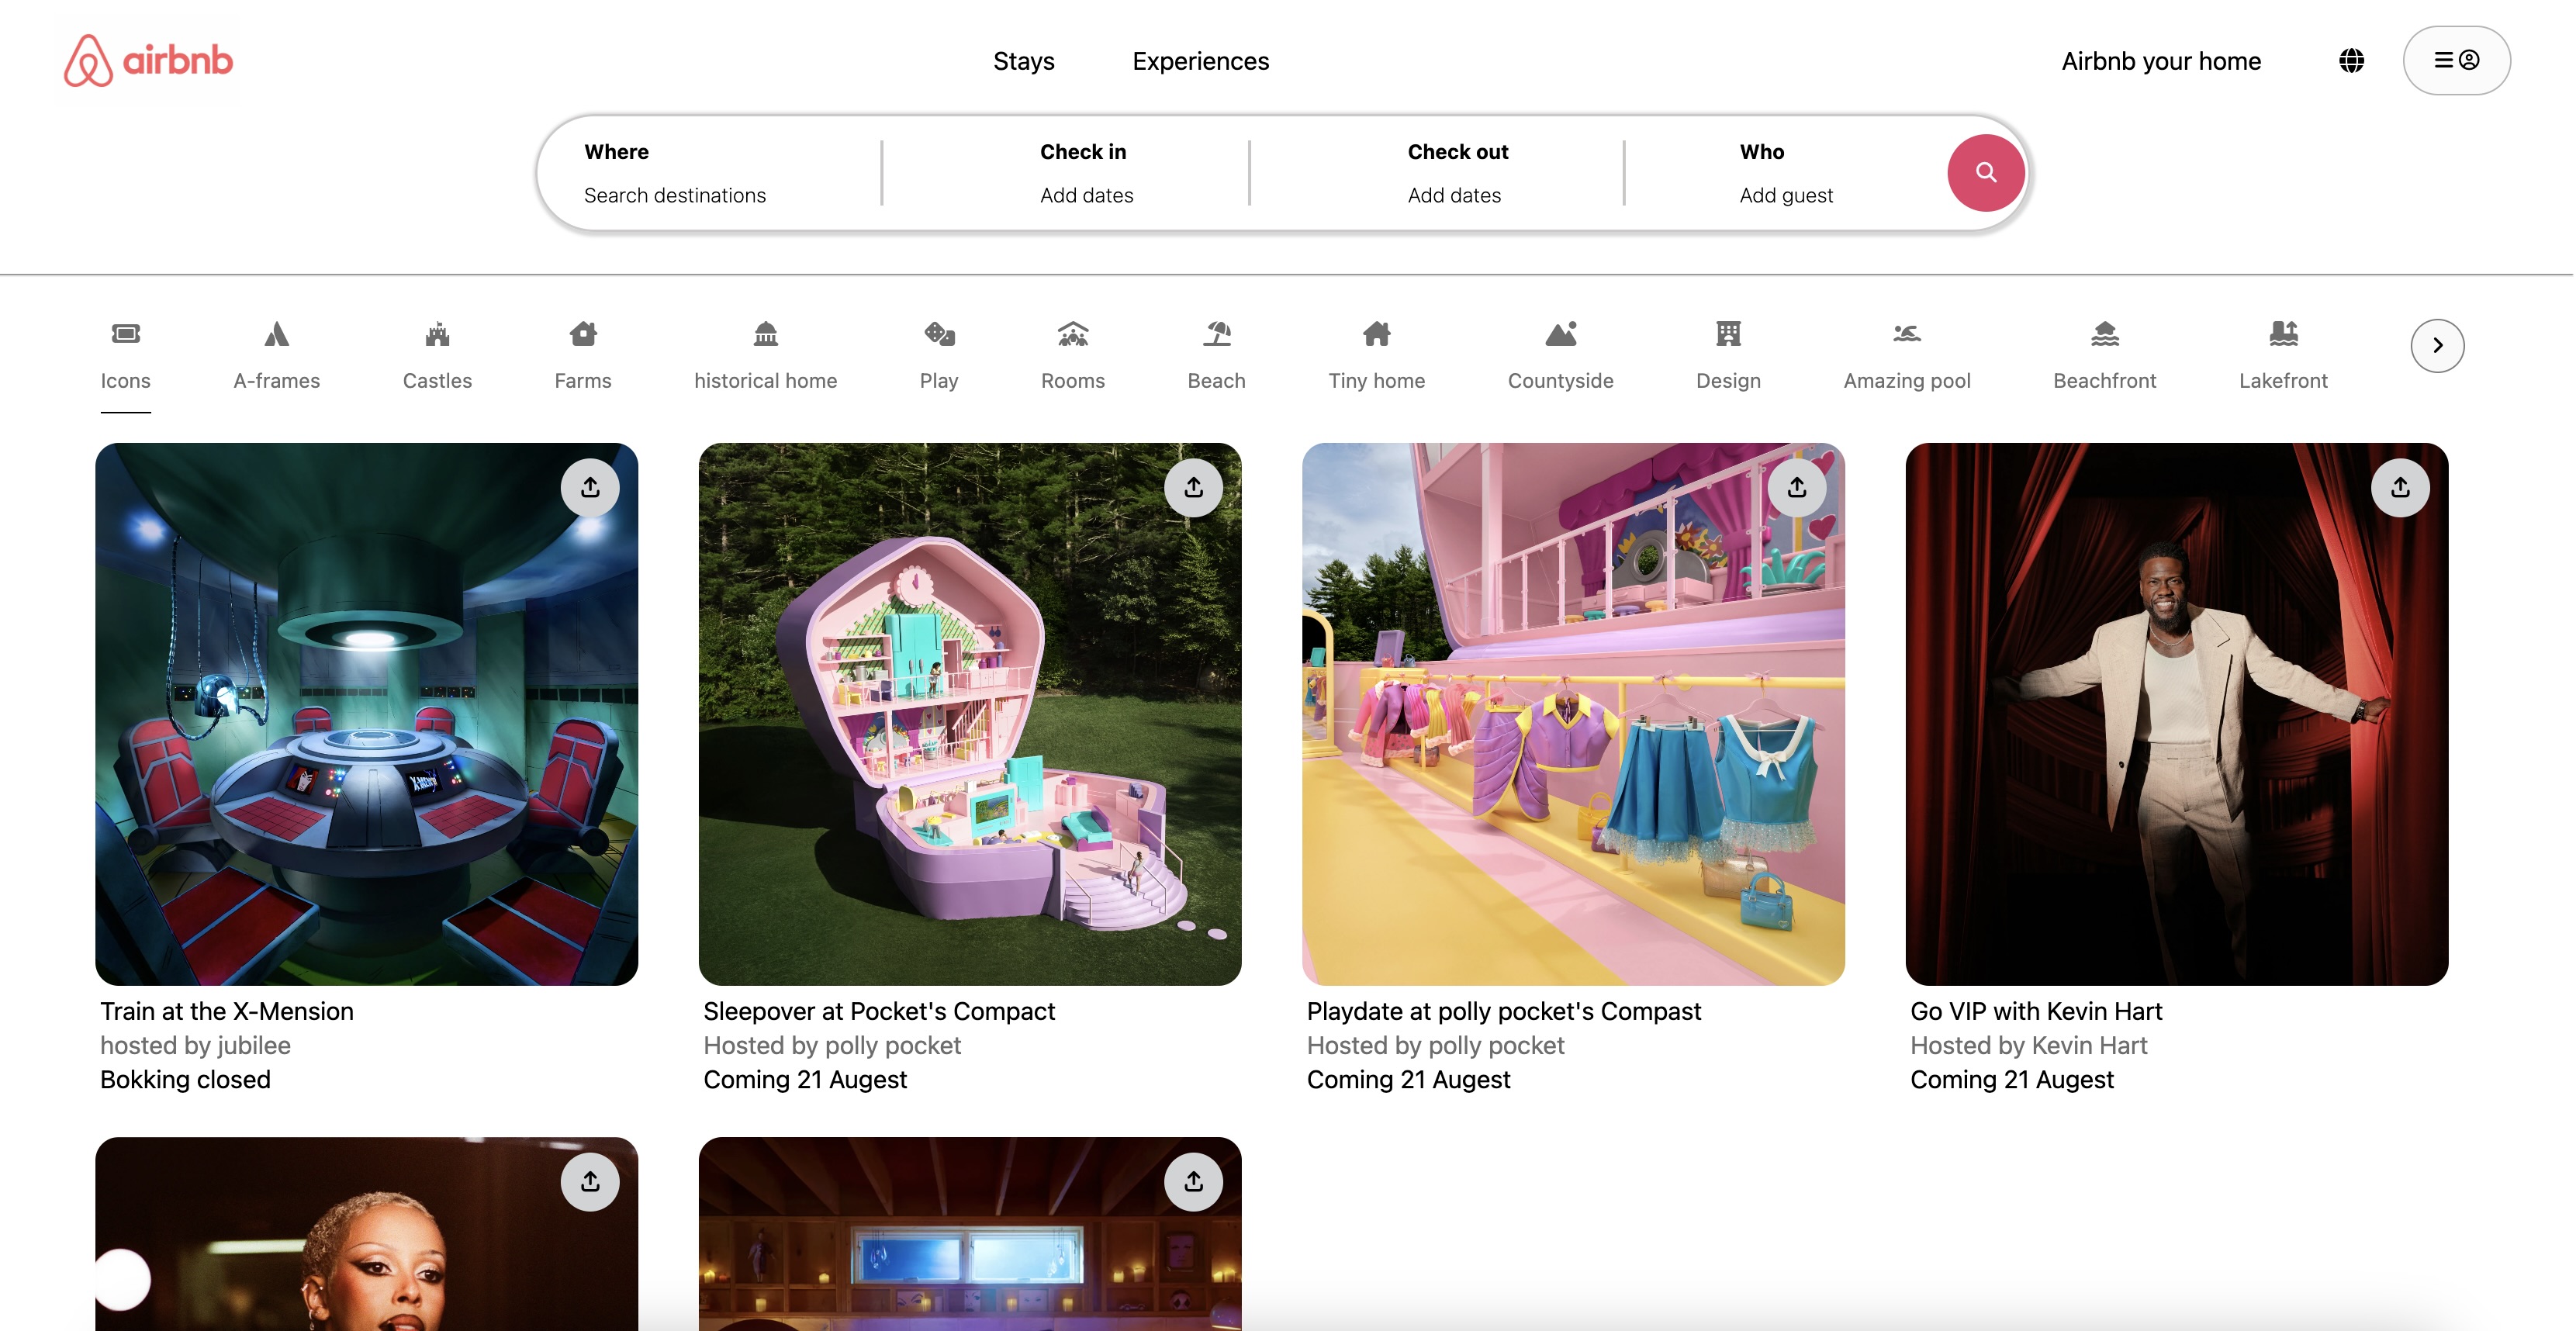 airbnb
Stays
Experiences
Airbnb your home
Where
Check in
Check out
Who
Search destinations
Add dates
Add dates
Add guest
Icons
A-frames
Castles
Farms
historical home
Play
Rooms
Beach
Tiny home
Countyside
Design
Amazing pool
Beachfront
Lakefront
Train at the X-Mension
hosted by jubilee
Bokking closed
Sleepover at Pocket's Compact
Hosted by polly pocket
Coming 21 Augest
Playdate at polly pocket's Compast
Hosted by polly pocket
Coming 21 Augest
Go VIP with Kevin Hart
Hosted by Kevin Hart
Coming 21 Augest